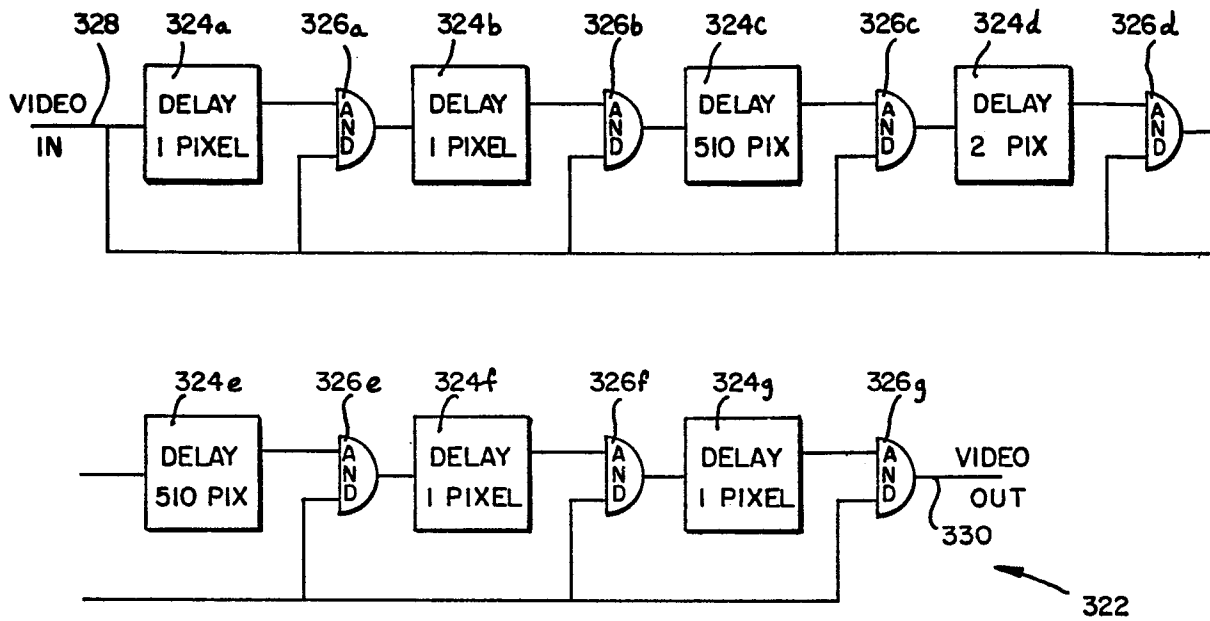 328 324a 326a 324b 326b 324c 326c 324d 326d
VIDEO IN
DELAY 1 PIXEL
AND
DELAY 1 PIXEL
AND
DELAY 510 PIX
AND
DELAY 2 PIX
AND
324e 326e 324f 326f 324g 326g
DELAY 510 PIX
AND
DELAY 1 PIXEL
AND
DELAY 1 PIXEL
AND
VIDEO OUT
330
322